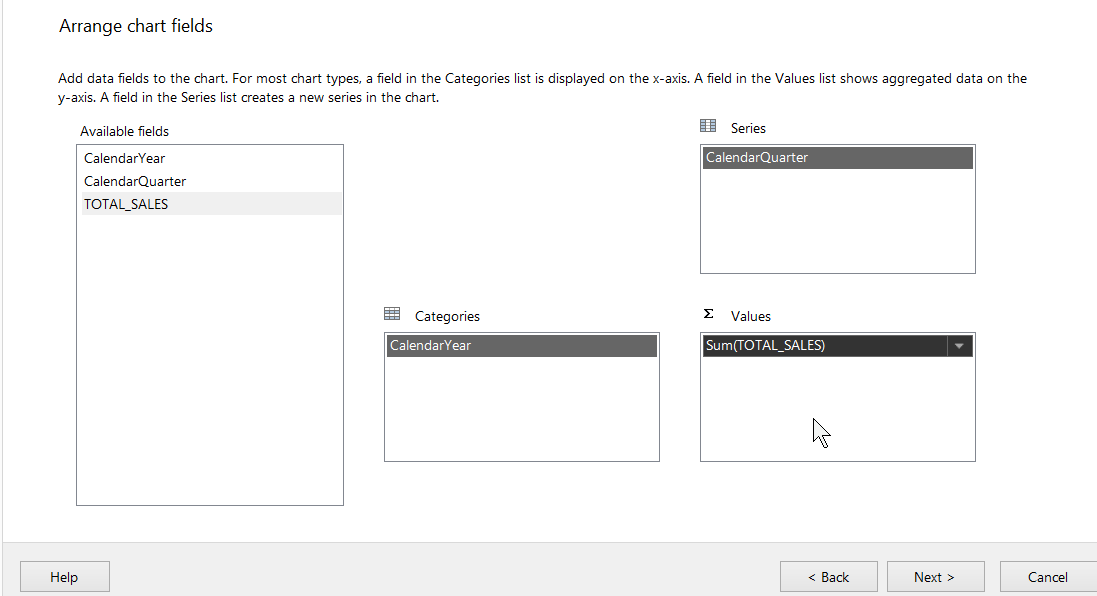 Arrange chart fields
Add data fields to the chart. For most chart types, a field in the Categories list is displayed on the x-axis. A field in the Values list shows aggregated data on the
y-axis. A field in the Series list creates a new series in the chart.
Available fields
CalendarYear
CalendarQuarter
TOTAL_SALES
Series
CalendarQuarter
Categories
CalendarYear
Σ Values
Sum(TOTAL_SALES)
Help
< Back
Next >
Cancel